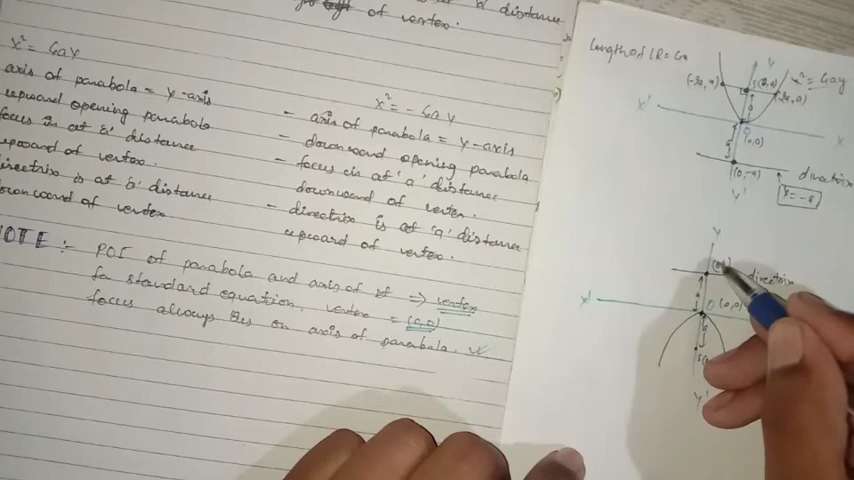 of vertex.
distance
x² = 4ay
axis of parabola = y-axis
upward opening parabola
focus is at 'a' distance
upward of vertex.
directrix is at 'a' distance
downward of vertex
x² = -4ay
- axis of parabola = y-axis
- downward opening parabola
- focus is at 'a' distance
downward of vertex.
- directrix is at 'a' distance
upward of vertex.
NOTE :- POI of parabola and axis of it => vertex
for standard equation, vertex = (0,0)
focus always lies on axis of parabola.
Length of LR = 4a
Y
x² = 4ay
X'
X
(0,0)
directrix
(0,-a)
y = -a
Y'
Y
directrix
X'
O (0,0)
Y'